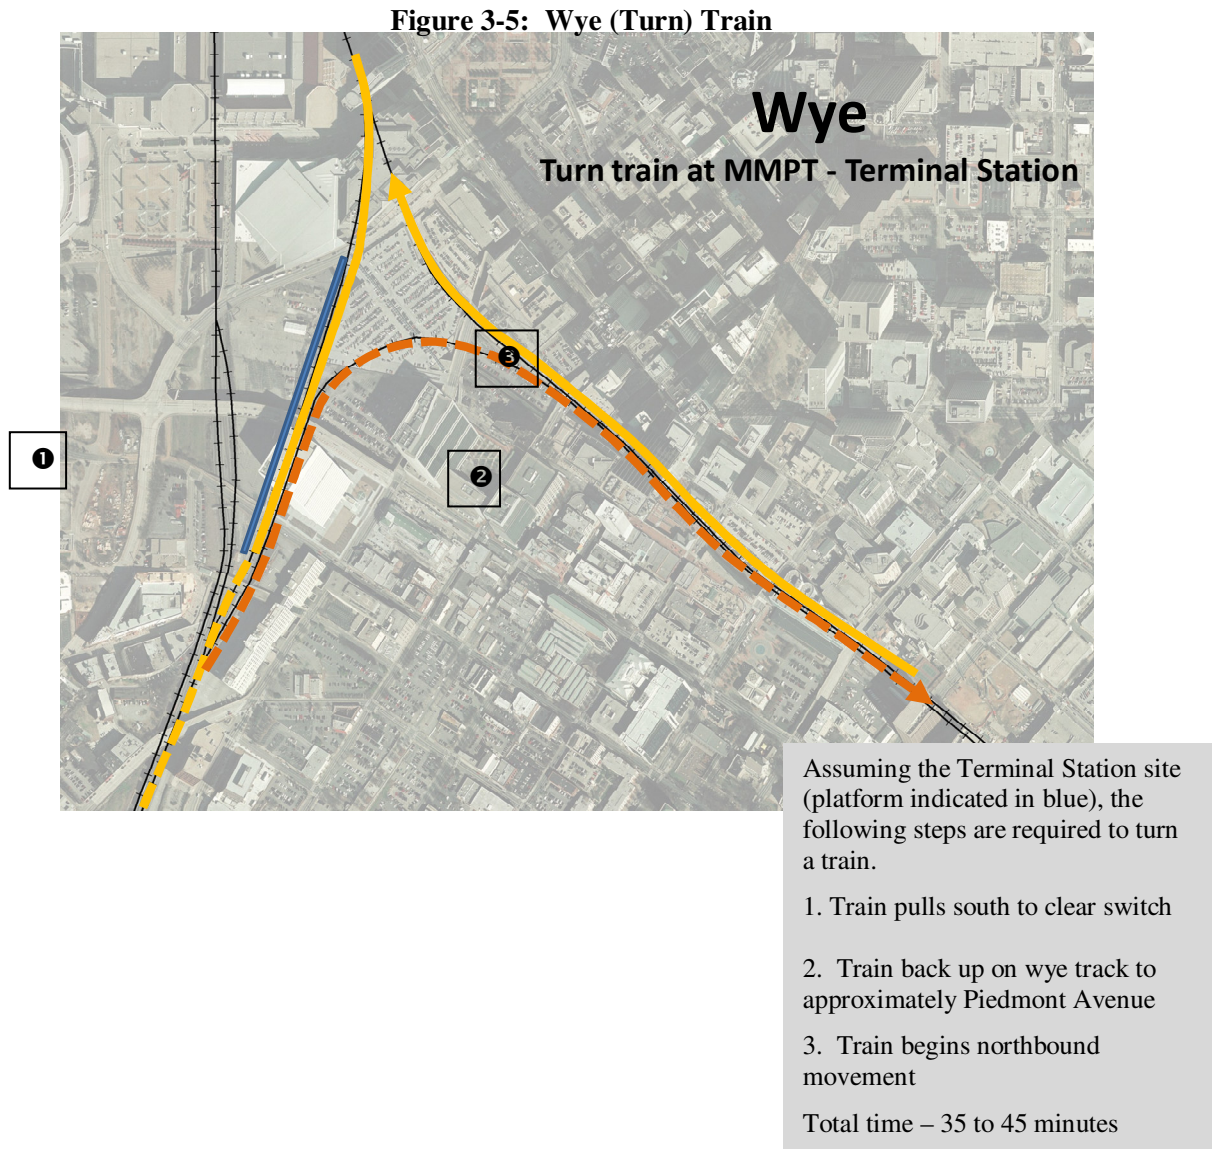 Figure 3-5:  Wye (Turn) Train
Wye
Turn train at MMPT - Terminal Station
❸
❶
❷
Assuming the Terminal Station site
(platform indicated in blue), the
following steps are required to turn
a train.
1. Train pulls south to clear switch
2.  Train back up on wye track to
approximately Piedmont Avenue
3.  Train begins northbound
movement
Total time – 35 to 45 minutes